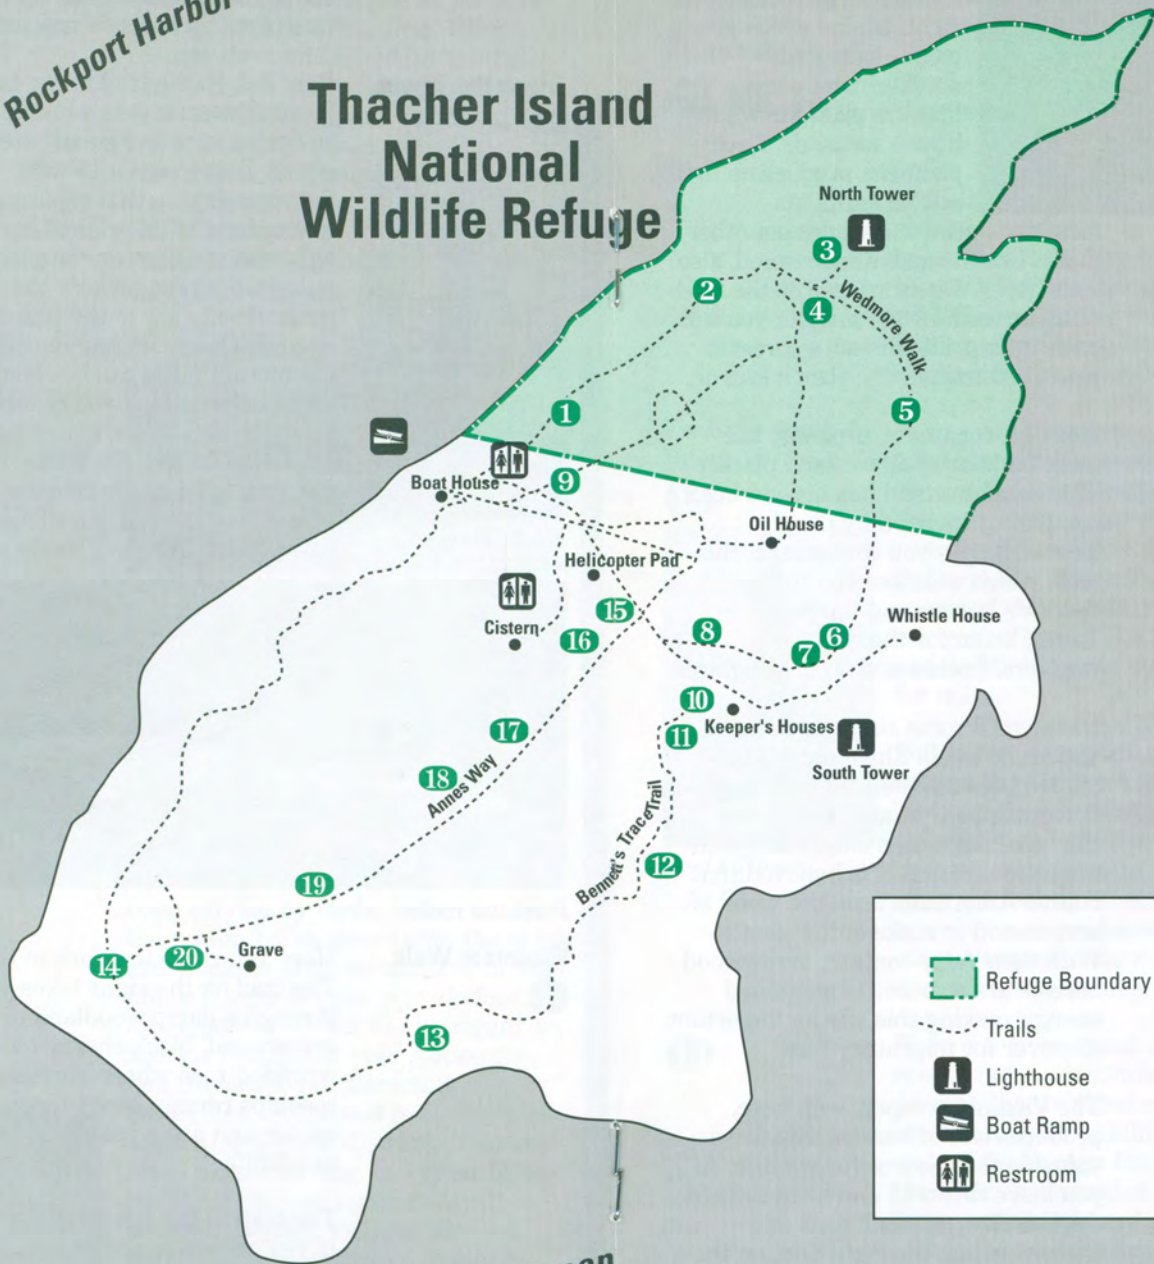 Rockport Harbor
Thacher Island
National
Wildlife Refuge
North Tower
3
2
4
Wedmore Walk
1
5
Boat House
9
Oil House
Helicopter Pad
15
Cistern
16
8
6
7
Whistle House
10
Keeper's Houses
11
17
South Tower
18
Annes Way
Bennett's Trace Trail
12
19
14
20
Grave
13
Refuge Boundary
Trails
Lighthouse
Boat Ramp
Restroom